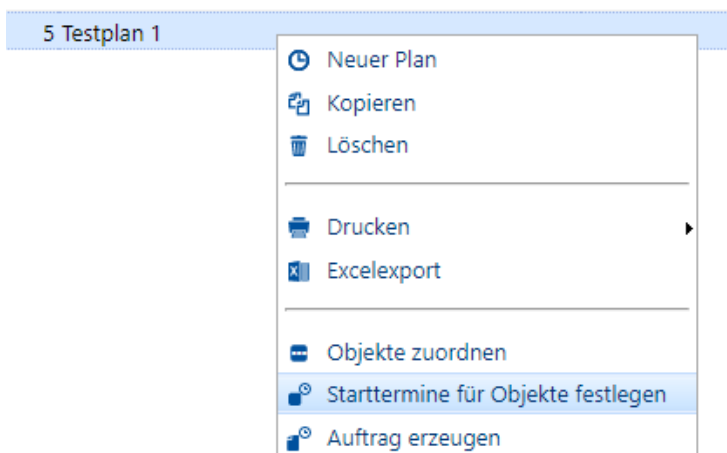 5 Testplan 1
Neuer Plan
Kopieren
Löschen
Drucken
Excelexport
Objekte zuordnen
Starttermine für Objekte festlegen
Auftrag erzeugen